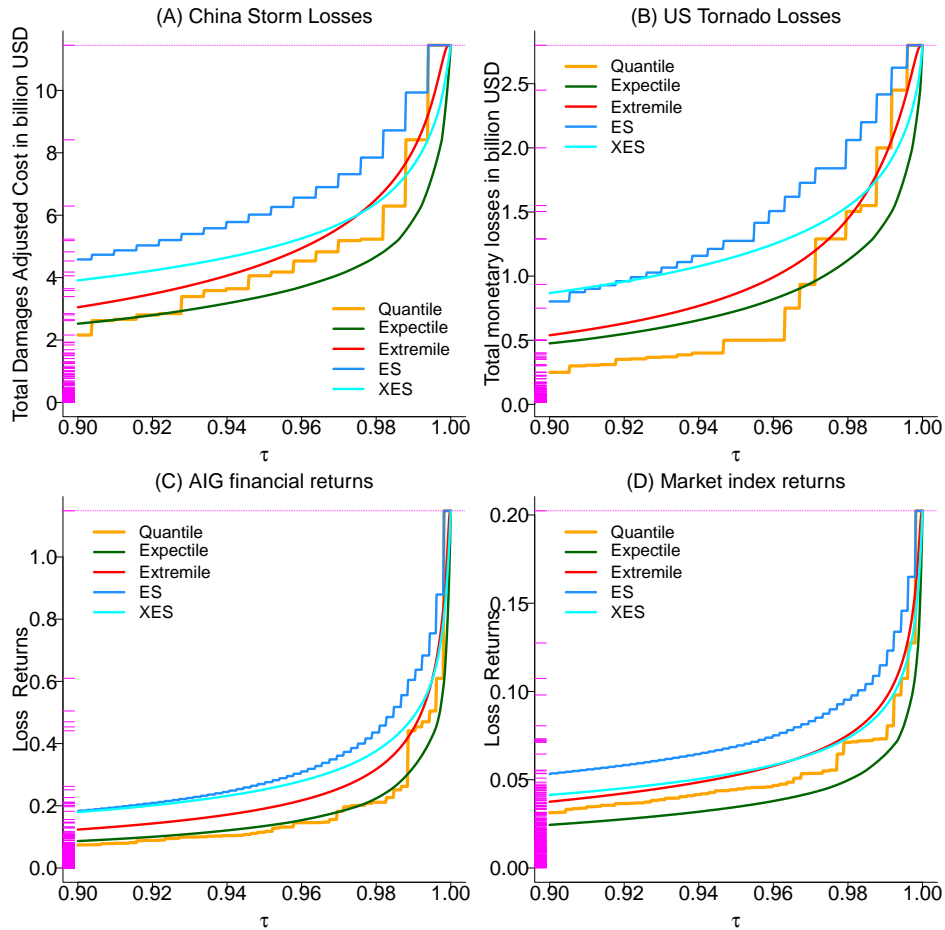 (A) China Storm Losses
Total Damages Adjusted Cost in billion USD
10
8
6
4
2
0
Quantile
Expectile
Extremile
ES
XES
0.90
0.92
0.94
0.96
0.98
1.00
τ
(B) US Tornado Losses
Total monetary losses in billion USD
2.5
2.0
1.5
1.0
0.5
0.0
Quantile
Expectile
Extremile
ES
XES
0.90
0.92
0.94
0.96
0.98
1.00
τ
(C) AIG financial returns
Loss Returns
1.0
0.8
0.6
0.4
0.2
0.0
Quantile
Expectile
Extremile
ES
XES
0.90
0.92
0.94
0.96
0.98
1.00
τ
(D) Market index returns
Loss Returns
0.20
0.15
0.10
0.05
0.00
Quantile
Expectile
Extremile
ES
XES
0.90
0.92
0.94
0.96
0.98
1.00
τ